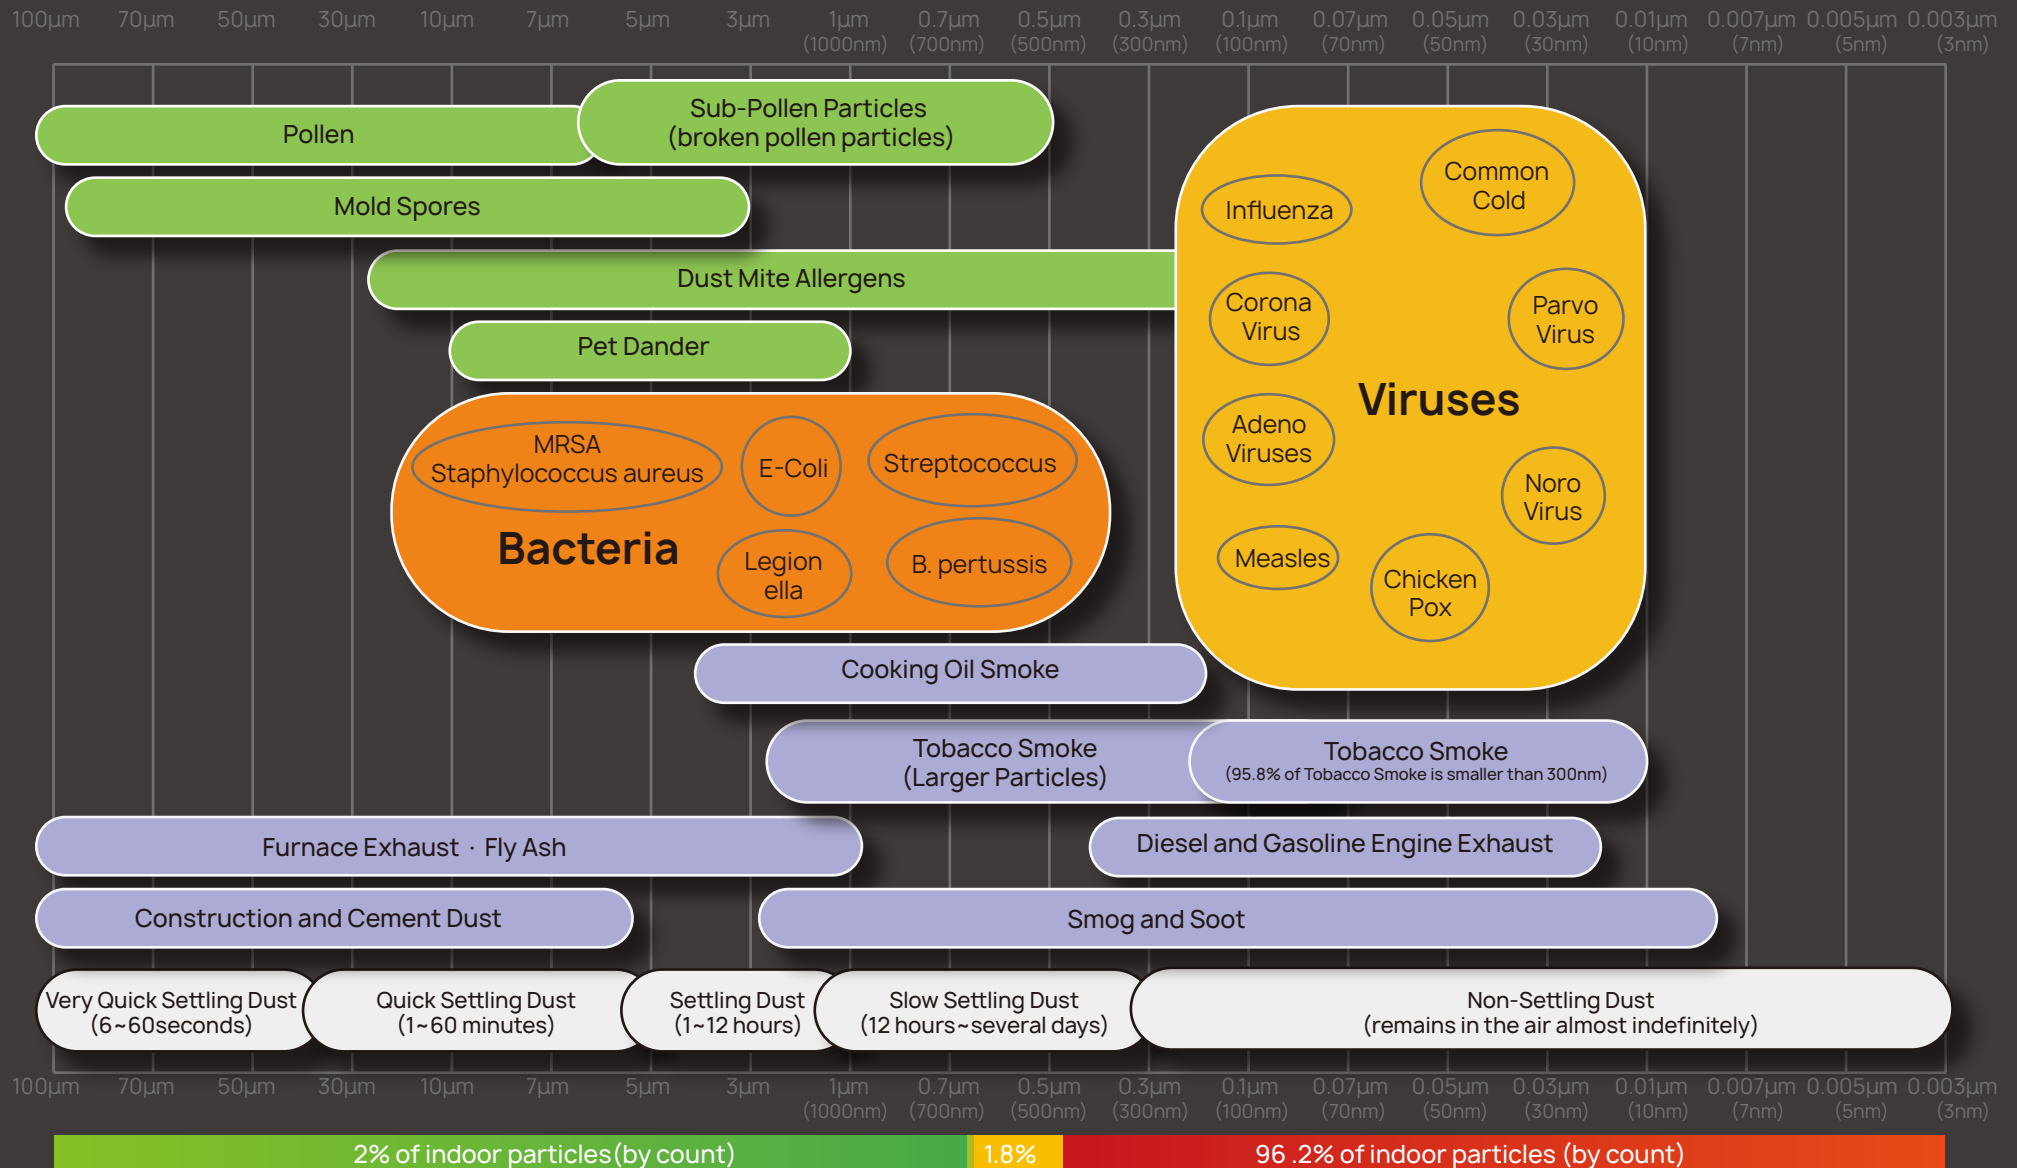 100µm 70µm 50µm 30µm 10µm 7µm 5µm 3µm 1µm 0.7µm 0.5µm 0.3µm 0.1µm 0.07µm 0.05µm 0.03µm 0.01µm 0.007µm 0.005µm 0.003µm
(1000nm) (700nm) (500nm) (300nm) (100nm) (70nm) (50nm) (30nm) (10nm) (7nm) (5nm) (3nm)
Pollen
Sub-Pollen Particles
(broken pollen particles)
Mold Spores
Dust Mite Allergens
Pet Dander
MRSA
Staphylococcus aureus
E-Coli
Streptococcus
Bacteria
Legion
ella
B. pertussis
Influenza
Common
Cold
Corona
Virus
Parvo
Virus
Viruses
Adeno
Viruses
Noro
Virus
Measles
Chicken
Pox
Cooking Oil Smoke
Tobacco Smoke
(Larger Particles)
Tobacco Smoke
(95.8% of Tobacco Smoke is smaller than 300nm)
Furnace Exhaust · Fly Ash
Diesel and Gasoline Engine Exhaust
Construction and Cement Dust
Smog and Soot
Very Quick Settling Dust
(6~60seconds)
Quick Settling Dust
(1~60 minutes)
Settling Dust
(1~12 hours)
Slow Settling Dust
(12 hours~several days)
Non-Settling Dust
(remains in the air almost indefinitely)
100µm 70µm 50µm 30µm 10µm 7µm 5µm 3µm 1µm 0.7µm 0.5µm 0.3µm 0.1µm 0.07µm 0.05µm 0.03µm 0.01µm 0.007µm 0.005µm 0.003µm
(1000nm) (700nm) (500nm) (300nm) (100nm) (70nm) (50nm) (30nm) (10nm) (7nm) (5nm) (3nm)
2% of indoor particles(by count) 1.8% 96 .2% of indoor particles (by count)